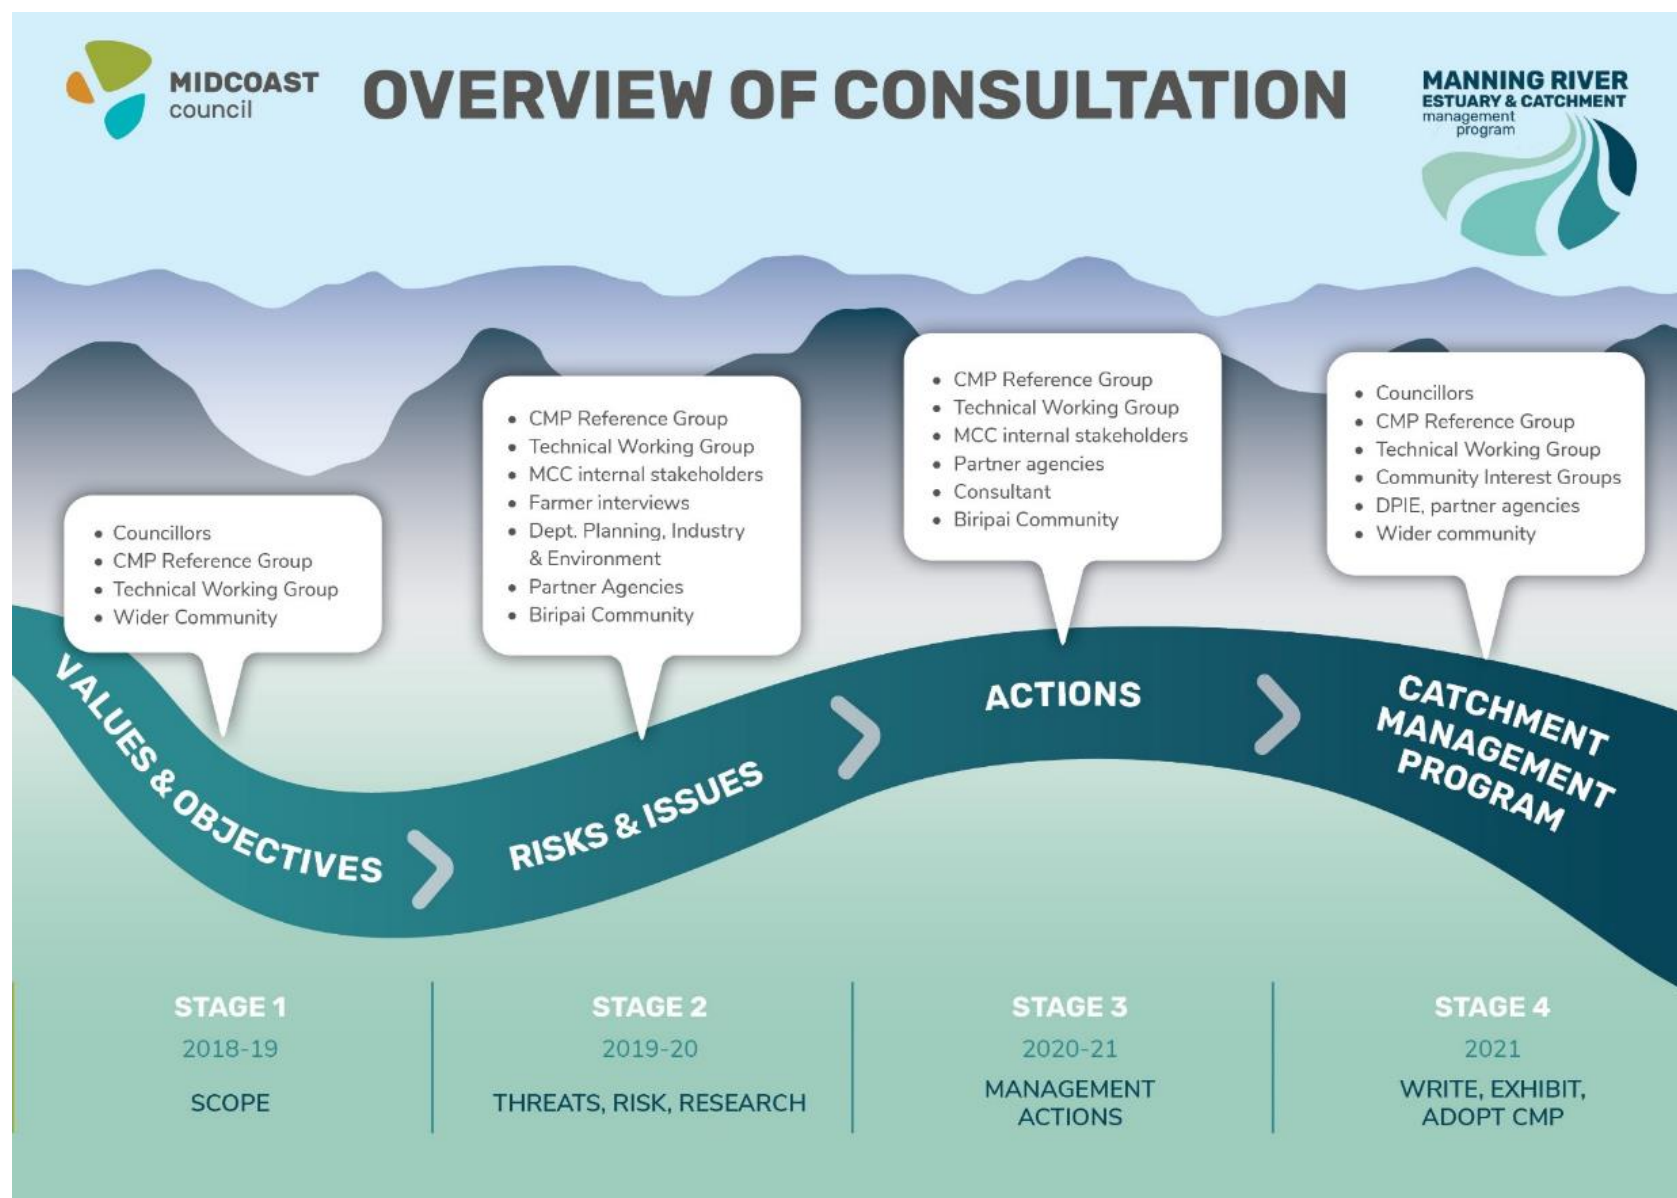 MIDCOAST
council
OVERVIEW OF CONSULTATION
MANNING RIVER
ESTUARY & CATCHMENT
management
program
• Councillors
• CMP Reference Group
• Technical Working Group
• Wider Community
• CMP Reference Group
• Technical Working Group
• MCC internal stakeholders
• Farmer interviews
• Dept. Planning, Industry
& Environment
• Partner Agencies
• Biripai Community
• CMP Reference Group
• Technical Working Group
• MCC internal stakeholders
• Partner agencies
• Consultant
• Biripai Community
• Councillors
• CMP Reference Group
• Technical Working Group
• Community Interest Groups
• DPIE, partner agencies
• Wider community
VALUES & OBJECTIVES
RISKS & ISSUES
ACTIONS
CATCHMENT
MANAGEMENT
PROGRAM
STAGE 1
2018-19
SCOPE
STAGE 2
2019-20
THREATS, RISK, RESEARCH
STAGE 3
2020-21
MANAGEMENT
ACTIONS
STAGE 4
2021
WRITE, EXHIBIT,
ADOPT CMP